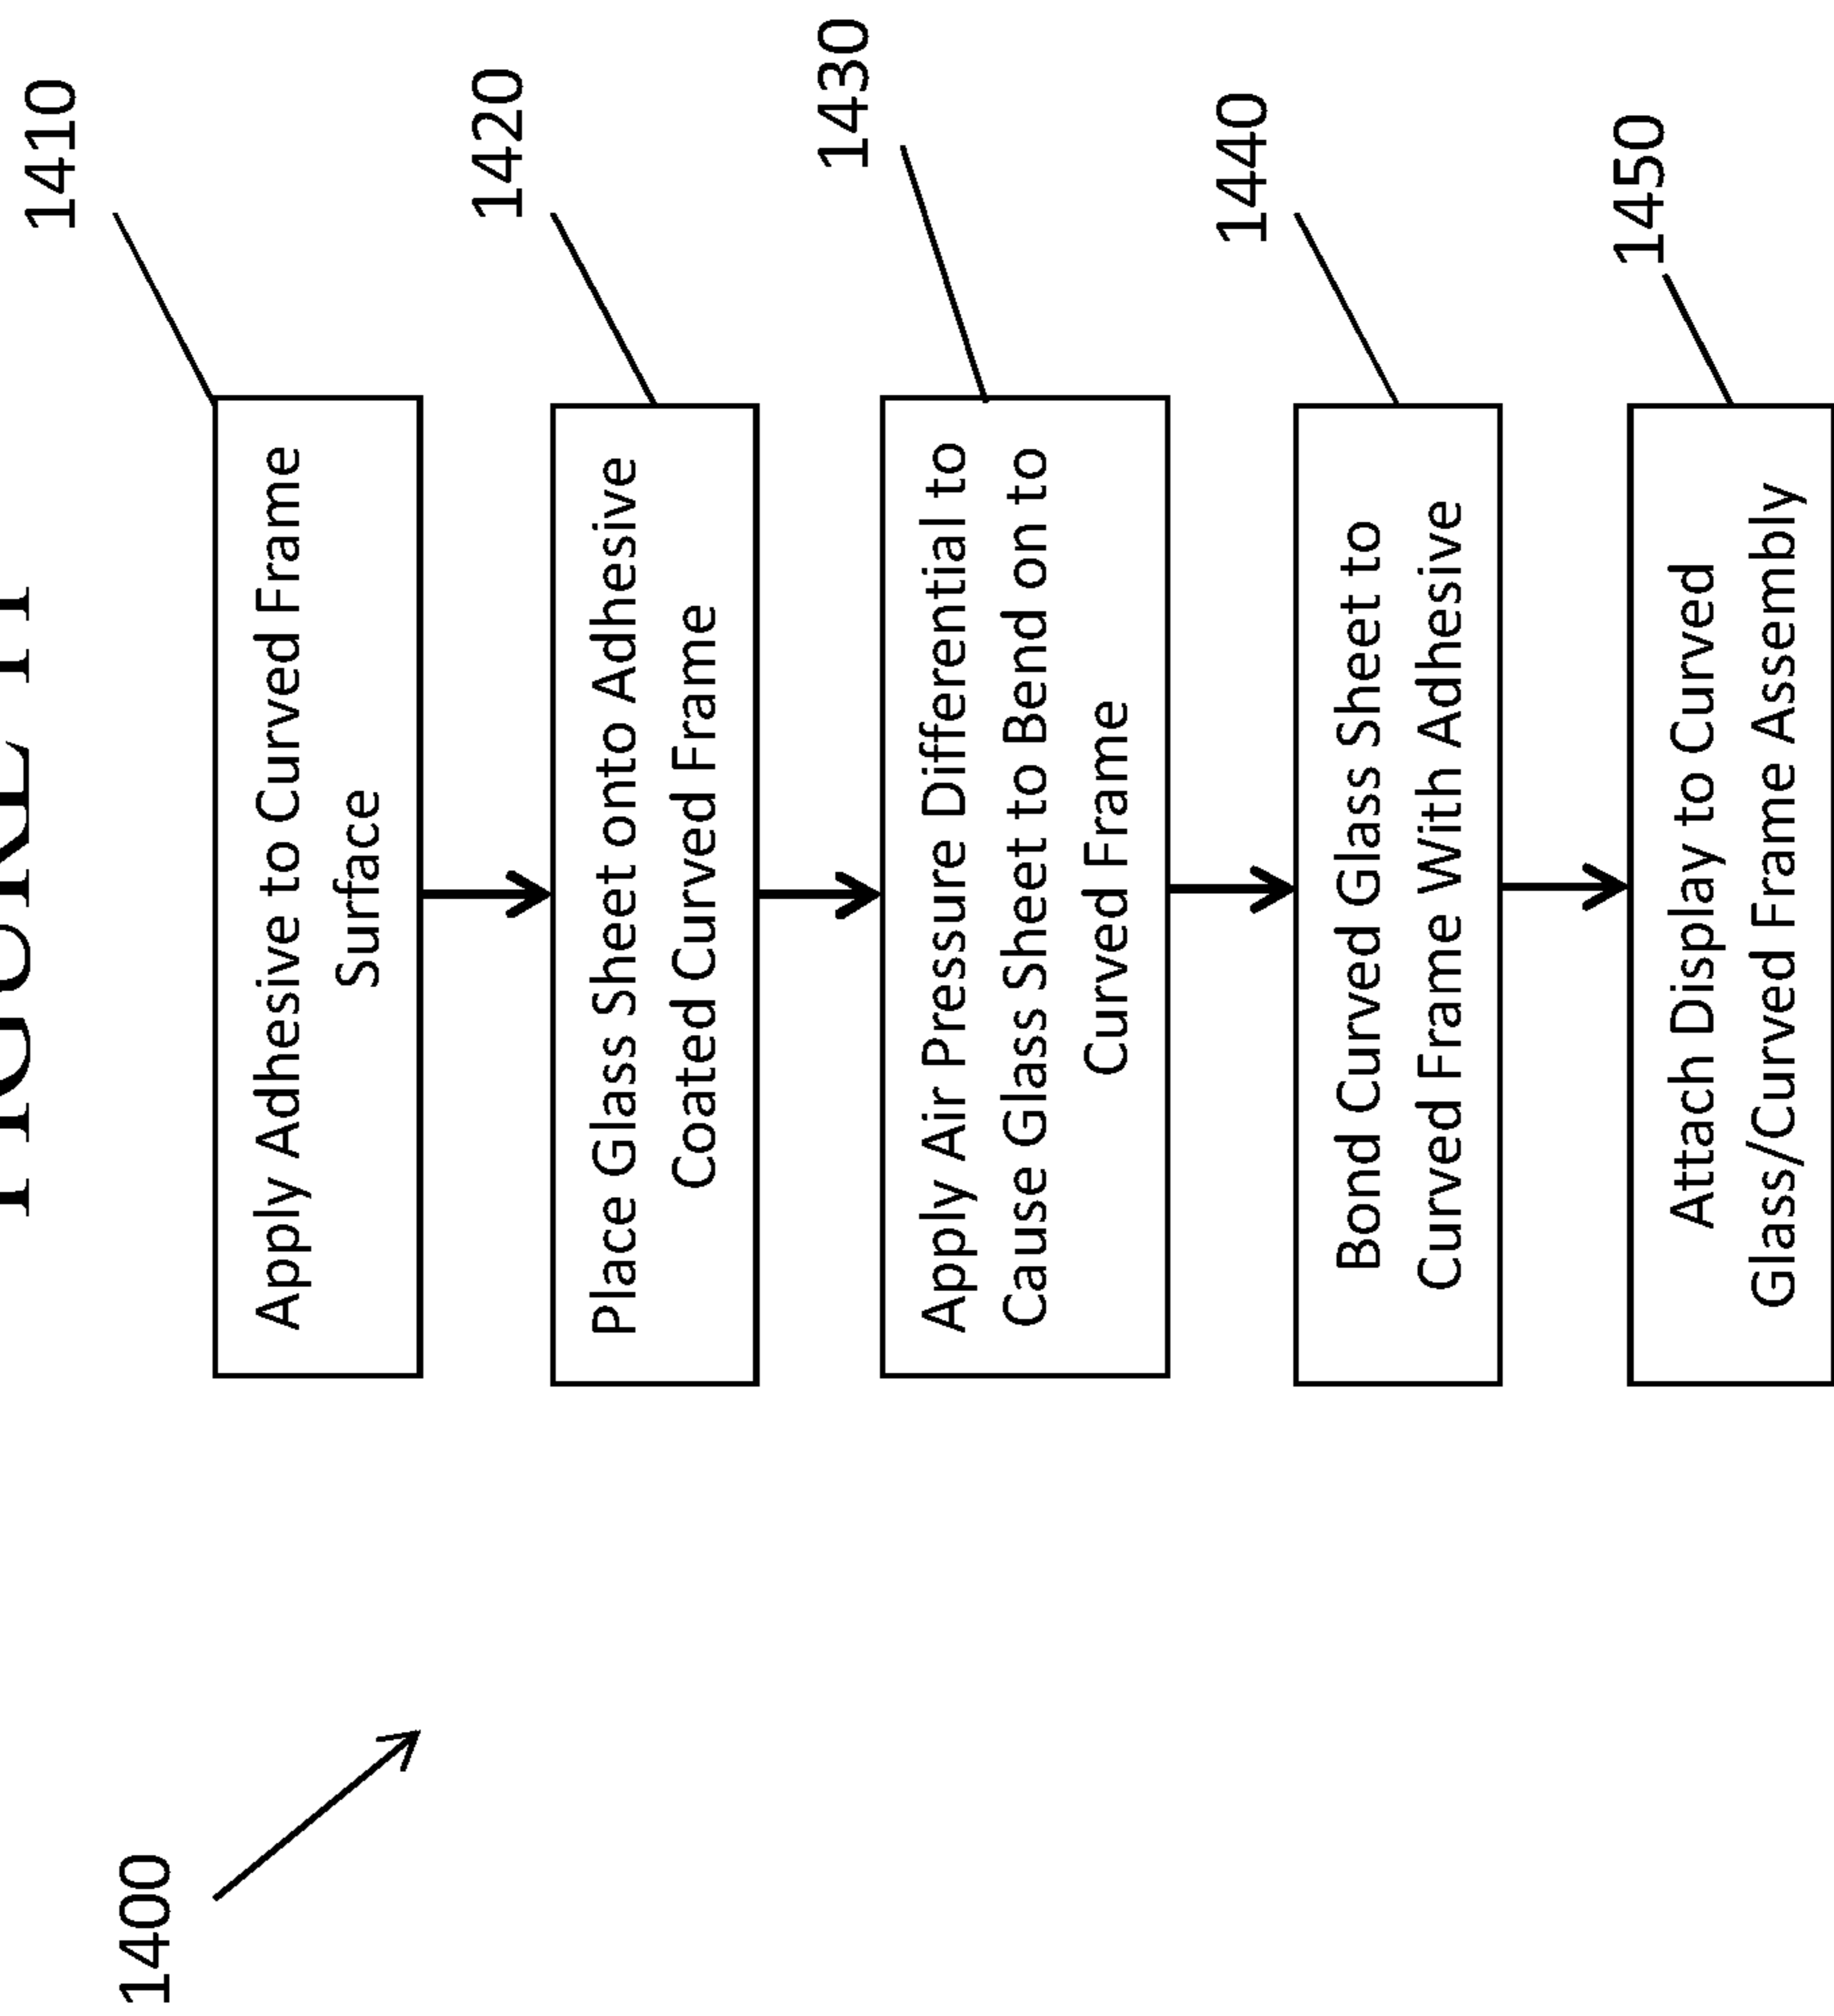 1400
1410
Apply Adhesive to Curved Frame
Surface
1420
Place Glass Sheet onto Adhesive
Coated Curved Frame
1430
Apply Air Pressure Differential to
Cause Glass Sheet to Bend on to
Curved Frame
1440
Bond Curved Glass Sheet to
Curved Frame With Adhesive
1450
Attach Display to Curved
Glass/Curved Frame Assembly